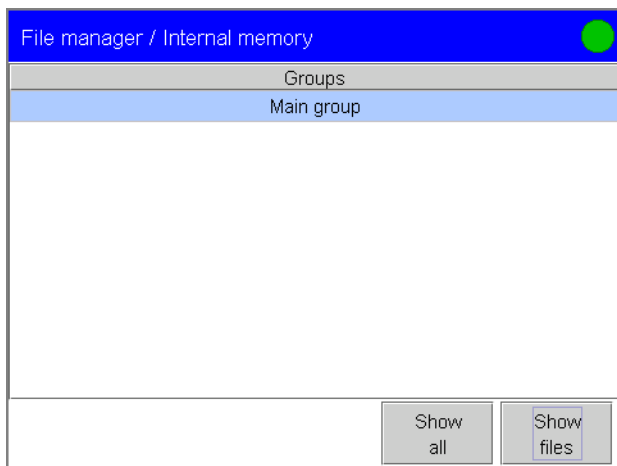 File manager / Internal memory
Groups
Main group
Show
all
Show
files